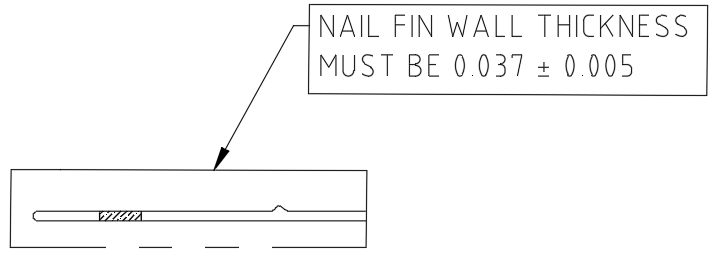 NAIL FIN WALL THICKNESS
MUST BE 0.037 ± 0.005